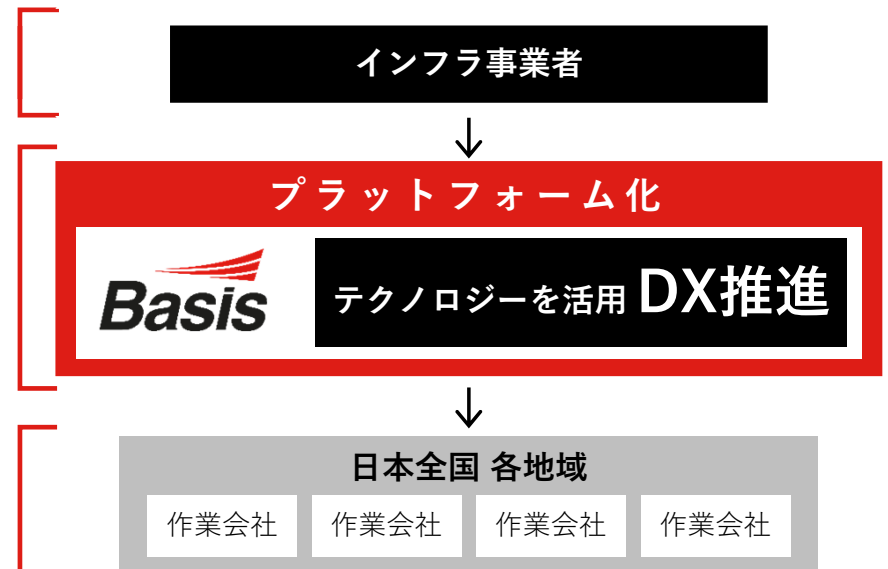 インフラ事業者
プラットフォーム化
Basis
テクノロジーを活用 DX推進
日本全国 各地域
作業会社 作業会社 作業会社 作業会社